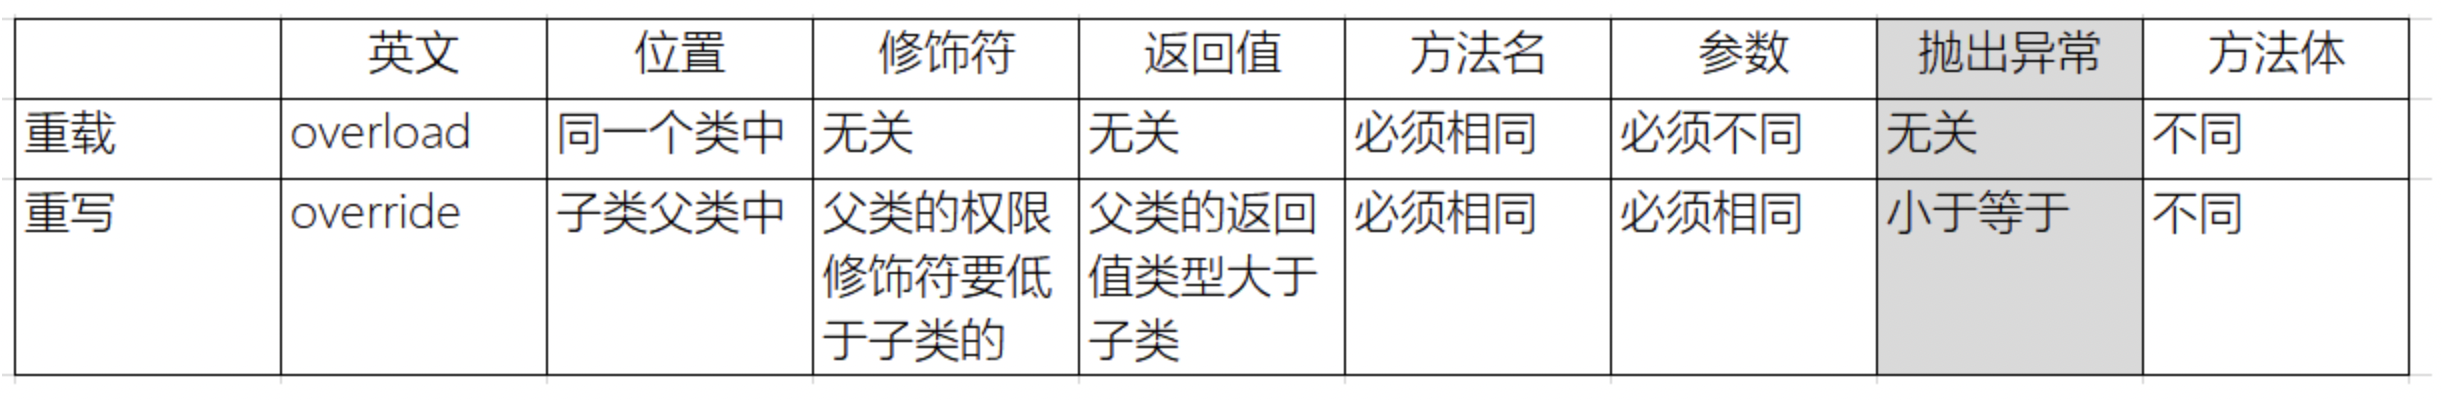 英文 位置 修饰符 返回值 方法名 参数 抛出异常 方法体
重载 overload 同一个类中 无关 无关 必须相同 必须不同 无关 不同
重写 override 子类父类中 父类的权限 父类的返回 必须相同 必须相同 小于等于 不同
修饰符要低 值类型大于
于子类的 子类